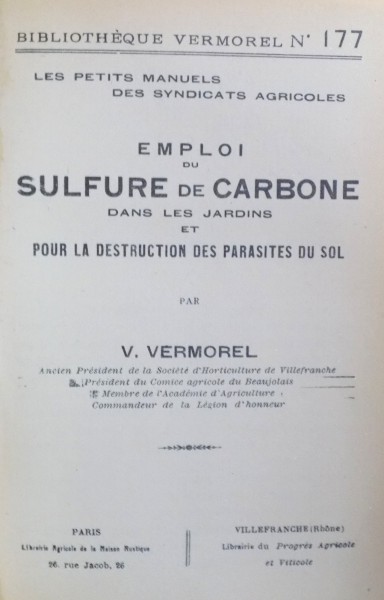 BIBLIOTHÈQUE VERMOREL N° 177
LES PETITS MANUELS
DES SYNDICATS AGRICOLES
EMPLOI
DU
SULFURE DE CARBONE
DANS LES JARDINS
ET
POUR LA DESTRUCTION DES PARASITES DU SOL
PAR
V. VERMOREL
Ancien Président de la Société d'Horticulture de Villefranche
Président du Comice agricole du Beaujolais
Membre de l'Académie d'Agriculture
Commandeur de la Légion d'honneur
PARIS
Librairie Agricole de la Maison Rustique
26, rue Jacob, 26
VILLEFRANCHE (Rhône)
Librairie du Progrès Agricole
et Viticole